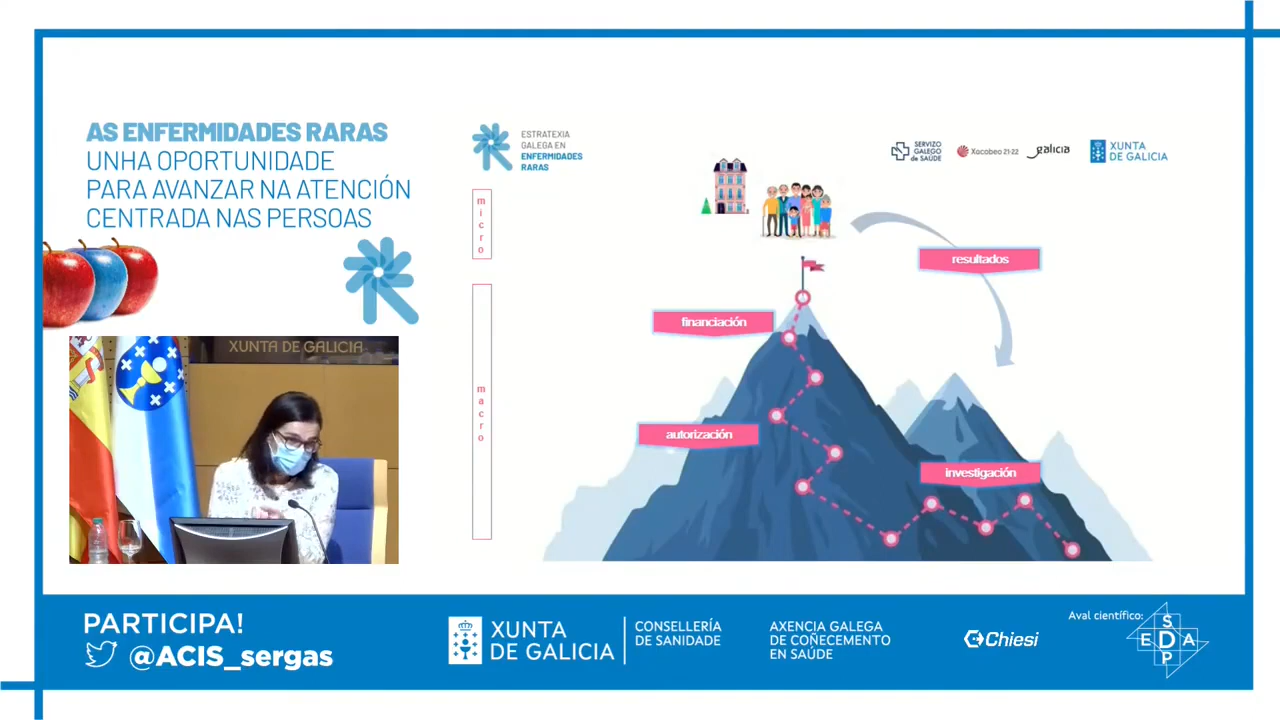 AS ENFERMIDADES RARAS
UNHA OPORTUNIDADE
PARA AVANZAR NA ATENCIÓN
CENTRADA NAS PERSOAS
XUNTA DE GALICIA
ESTRATEXIA
GALEGA EN
ENFERMIDADES
RARAS
SERVIZO
GALEGO
de SAÚDE
Xacobeo 21·22
galicia
XUNTA
DE GALICIA
micro
macro
resultados
financiación
autorización
investigación
PARTICIPA!
@ACIS_sergas
XUNTA
DE GALICIA
CONSELLERÍA
DE SANIDADE
AXENCIA GALEGA
DE COÑECEMENTO
EN SAÚDE
Chiesi
Aval científico:
S
EDAP
P